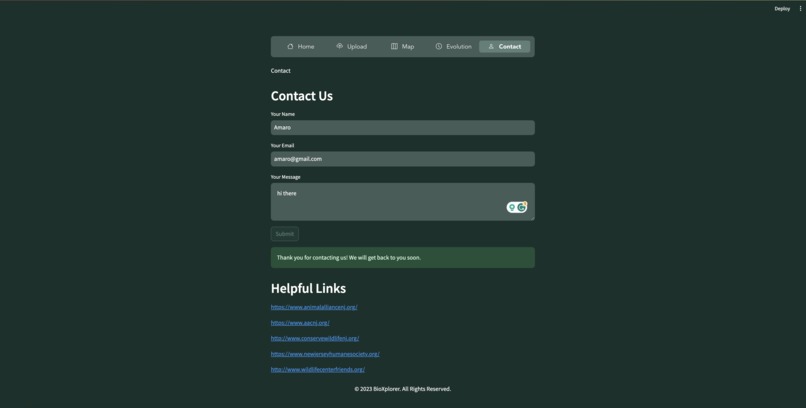 Deploy
Home Upload Map Evolution Contact
Contact
Contact Us
Your Name
Amaro
Your Email
amaro@gmail.com
Your Message
hi there
Submit
Thank you for contacting us! We will get back to you soon.
Helpful Links
https://www.animalalliancenj.org/
https://www.apcnj.org/
http://www.conservewildlifenj.org/
https://www.newjerseyhumanesociety.org/
http://www.wildlifecenterfriends.org/
© 2023 BioXplorer. All Rights Reserved.